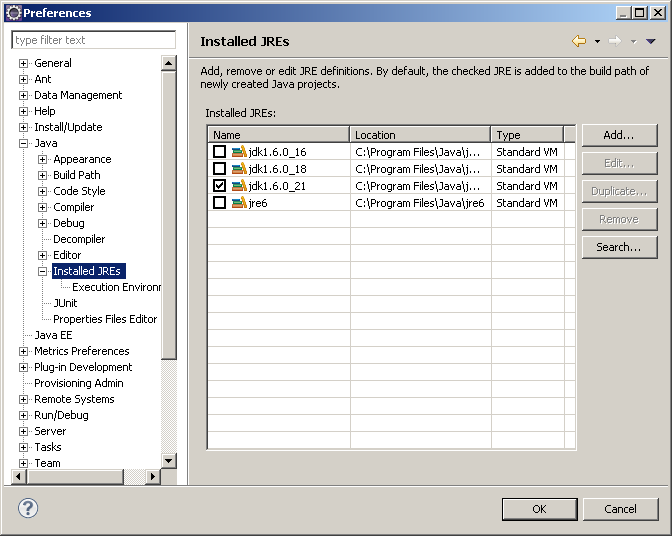 Preferences
type filter text
General
Ant
Data Management
Help
Install/Update
Java
Appearance
Build Path
Code Style
Compiler
Debug
Decompiler
Editor
Installed JREs
Execution Environ
JUnit
Properties Files Editor
Java EE
Metrics Preferences
Plug-in Development
Provisioning Admin
Remote Systems
Run/Debug
Server
Tasks
Team
Installed JREs
Add, remove or edit JRE definitions. By default, the checked JRE is added to the build path of
newly created Java projects.
Installed JREs:
Name Location Type
jdk1.6.0_16 C:\Program Files\Java\j... Standard VM
jdk1.6.0_18 C:\Program Files\Java\j... Standard VM
jdk1.6.0_21 C:\Program Files\Java\j... Standard VM
jre6 C:\Program Files\Java\jre6 Standard VM
Add...
Edit...
Duplicate...
Remove
Search...
?
OK Cancel